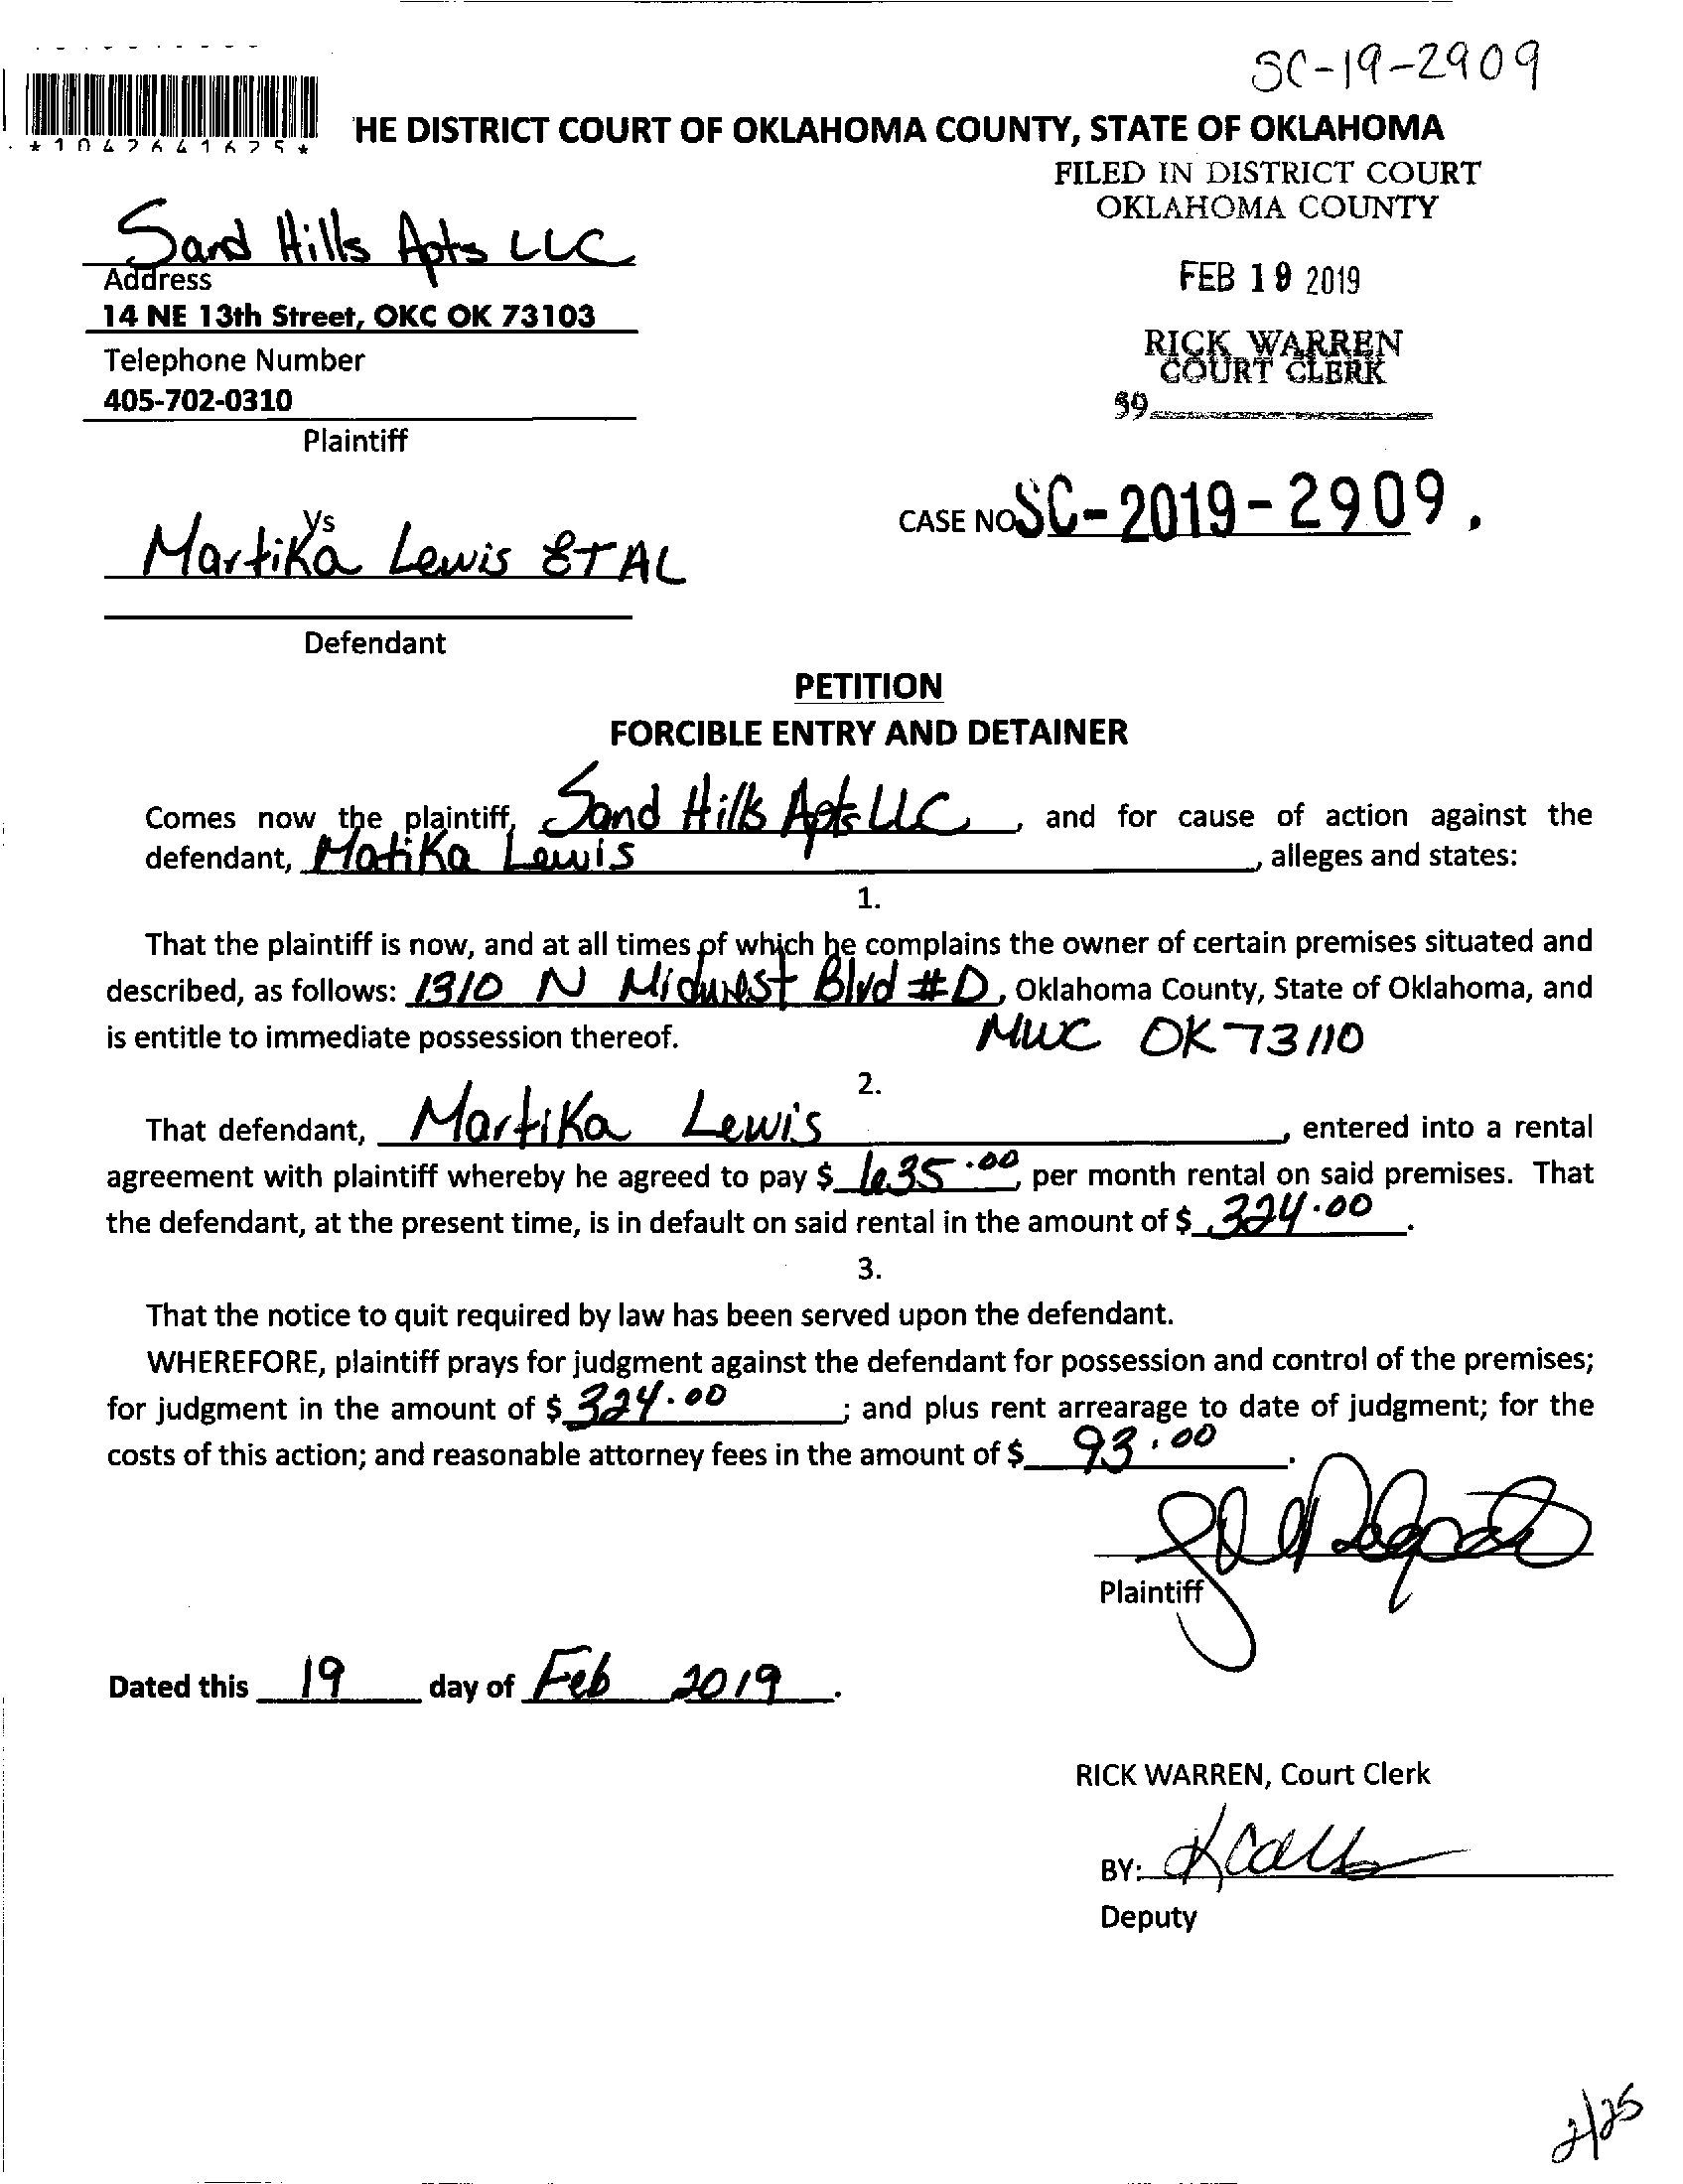 SC-19-2909
*1042641625*
HE DISTRICT COURT OF OKLAHOMA COUNTY, STATE OF OKLAHOMA
FILED IN DISTRICT COURT
OKLAHOMA COUNTY
FEB 19 2019
RICK WARREN
COURT CLERK
39
Sand Hills Apts LLC
Address
14 NE 13th Street, OKC OK 73103
Telephone Number
405-702-0310
Plaintiff
Vs
CASE NO SC-2019-2909.
Martika Lewis ETAL
Defendant
PETITION
FORCIBLE ENTRY AND DETAINER
Comes now the plaintiff, Sand Hills Apts LLC, and for cause of action against the
defendant, Matika Lewis, alleges and states:
1.
That the plaintiff is now, and at all times of which he complains the owner of certain premises situated and
described, as follows: 1310 N Midwest Blvd #D, Oklahoma County, State of Oklahoma, and
is entitle to immediate possession thereof. MWC OK 73110
2.
That defendant, Martika Lewis, entered into a rental
agreement with plaintiff whereby he agreed to pay $ 635.00, per month rental on said premises. That
the defendant, at the present time, is in default on said rental in the amount of $ 324.00.
3.
That the notice to quit required by law has been served upon the defendant.
WHEREFORE, plaintiff prays for judgment against the defendant for possession and control of the premises;
for judgment in the amount of $ 324.00; and plus rent arrearage to date of judgment; for the
costs of this action; and reasonable attorney fees in the amount of $ 93.00.
Plaintiff
Dated this 19 day of Feb 2019.
RICK WARREN, Court Clerk
BY:
Deputy
2/25